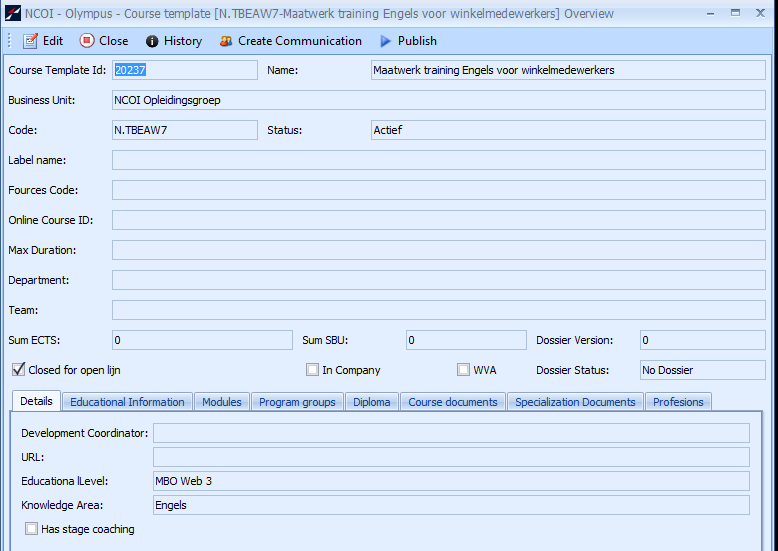 NCOI - Olympus - Course template [N.TBEAW7-Maatwerk training Engels voor winkelmedewerkers] Overview
Edit Close History Create Communication Publish
Course Template Id: 20237 Name: Maatwerk training Engels voor winkelmedewerkers
Business Unit: NCOI Opleidingsgroep
Code: N.TBEAW7 Status: Actief
Label name:
Fources Code:
Online Course ID:
Max Duration:
Department:
Team:
Sum ECTS: 0 Sum SBU: 0 Dossier Version: 0
Closed for open lijn In Company WVA Dossier Status: No Dossier
Details Educational Information Modules Program groups Diploma Course documents Specialization Documents Profesions
Development Coordinator:
URL:
EducationalLevel: MBO Web 3
Knowledge Area: Engels
Has stage coaching